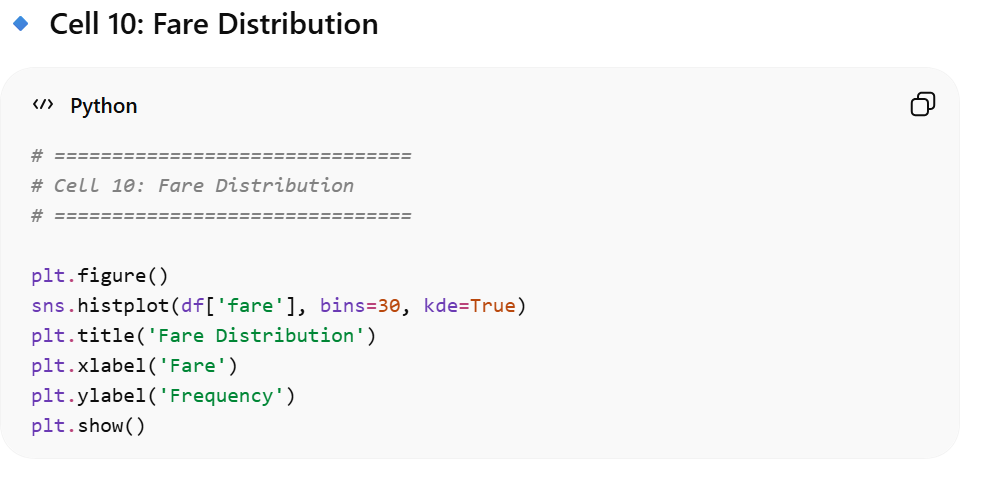 Cell 10: Fare Distribution
Python
# ===============================
# Cell 10: Fare Distribution
# ===============================
plt.figure()
sns.histplot(df['fare'], bins=30, kde=True)
plt.title('Fare Distribution')
plt.xlabel('Fare')
plt.ylabel('Frequency')
plt.show()